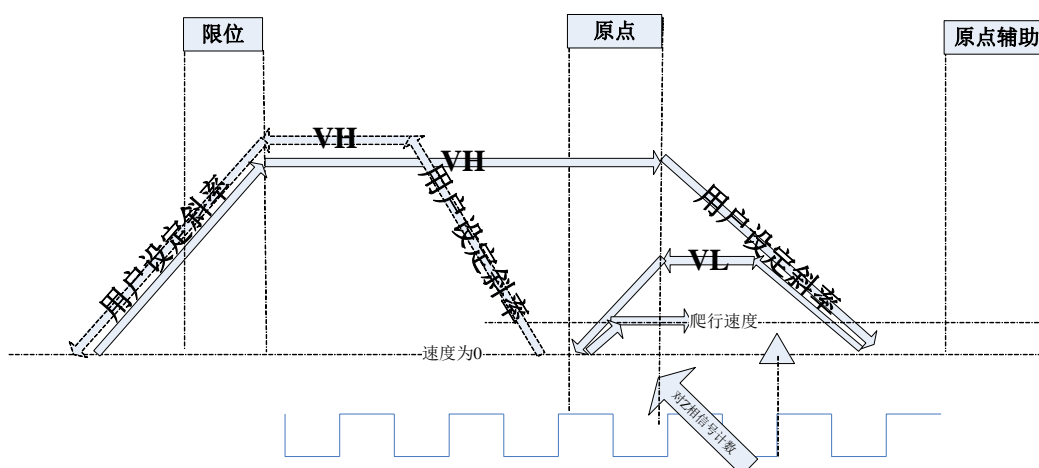 限位
原点
原点辅助
VH
VH
用户设定斜率
用户设定斜率
用户设定斜率
VL
爬行速度
速度为0
对Z相信号计数